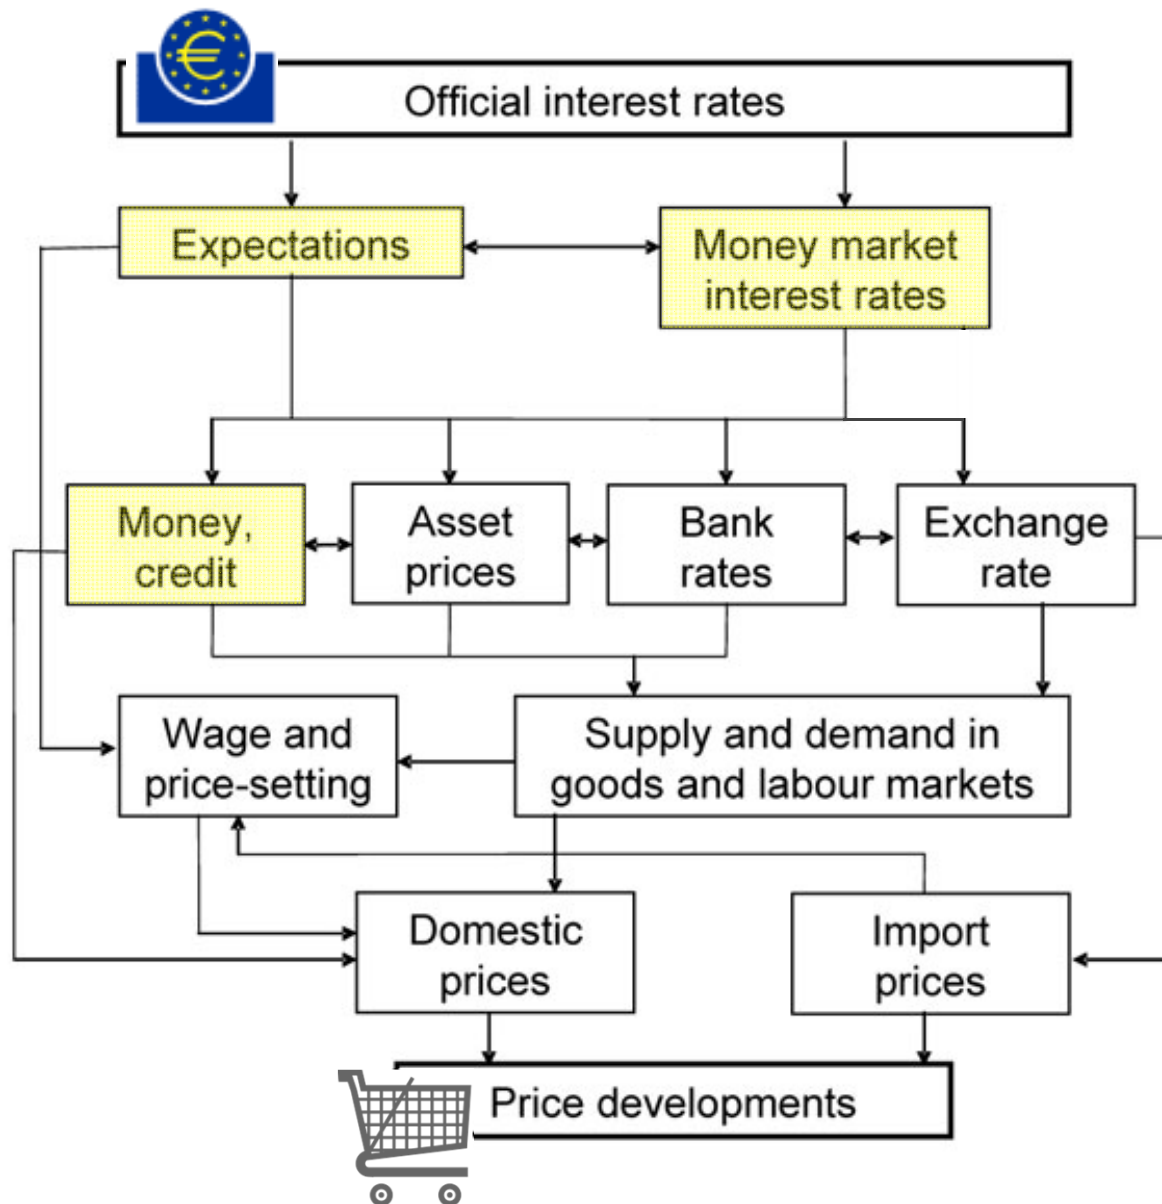 Official interest rates
Expectations
Money market
interest rates
Money,
credit
Asset
prices
Bank
rates
Exchange
rate
Wage and
price-setting
Supply and demand in
goods and labour markets
Domestic
prices
Import
prices
Price developments